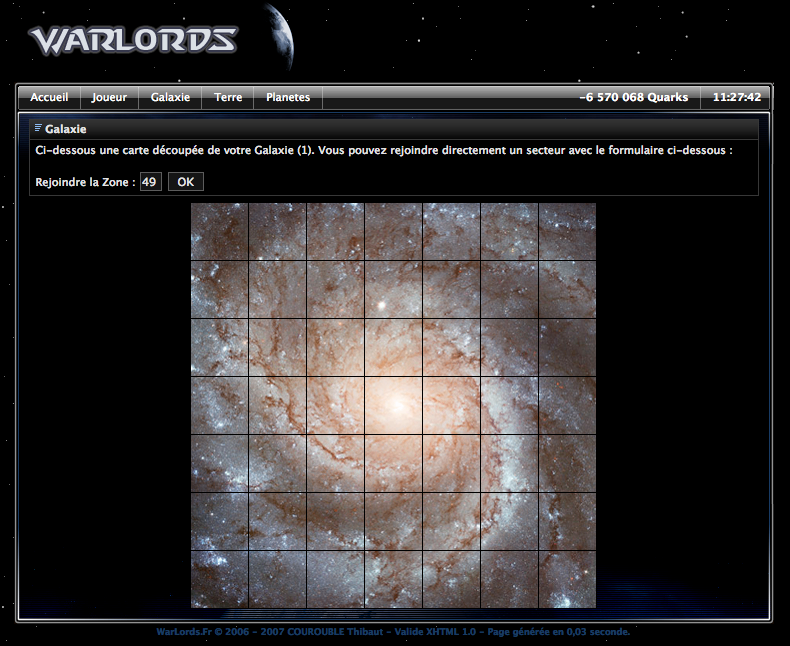 WARLORDS
Accueil Joueur Galaxie Terre Planetes -6 570 068 Quarks 11:27:42
Galaxie
Ci-dessous une carte découpée de votre Galaxie (1). Vous pouvez rejoindre directement un secteur avec le formulaire ci-dessous :
Rejoindre la Zone : 49 OK
WarLords.Fr © 2006 - 2007 COUROUBLE Thibaut - Valide XHTML 1.0 - Page générée en 0,03 seconde.